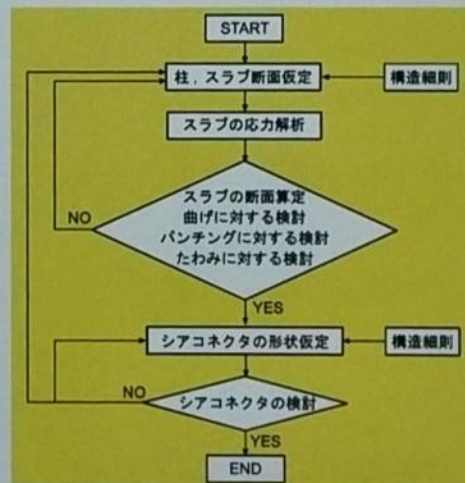 START
柱，スラブ断面仮定
構造細則
スラブの応力解析
スラブの断面算定
曲げに対する検討
パンチングに対する検討
たわみに対する検討
NO
YES
シアコネクタの形状仮定
構造細則
NO
シアコネクタの検討
YES
END